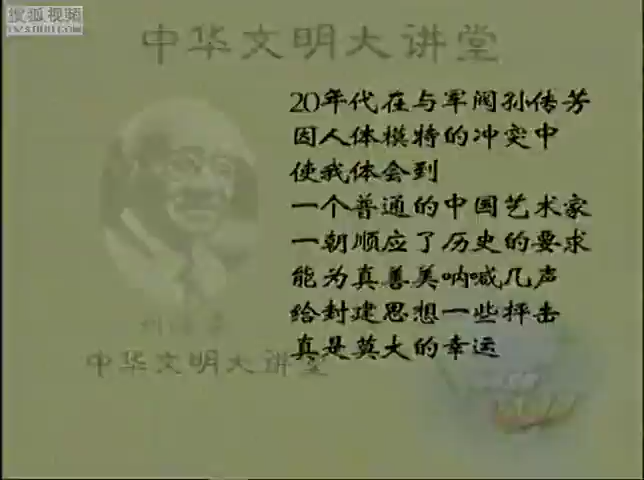 搜狐视频
tv.sohu.com
中华文明大讲堂
20年代在与军阀孙传芳
因人体模特的冲突中
使我体会到
一个普通的中国艺术家
一朝顺应了历史的要求
能为真善美呐喊几声
给封建思想一些抨击
真是莫大的幸运
中华文明大讲堂